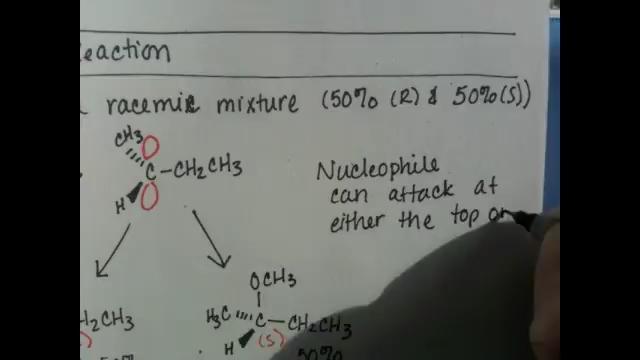 eaction
racemic mixture (50% (R) & 50% (S))
CH3
C-CH2CH3
H
Nucleophile
can attack at
either the top or
OCH3
H2CH3
H3C C-CH2CH3
H (S)
50%